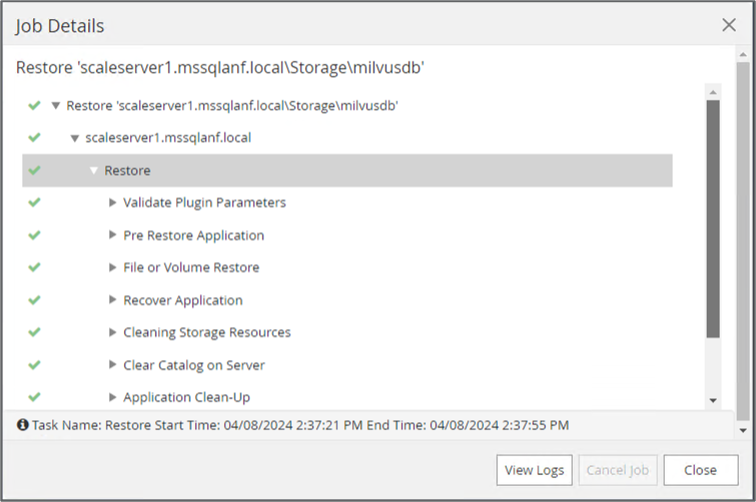 Job Details
Restore 'scaleserver1.mssqlanf.local\Storage\milvusdb'
Restore 'scaleserver1.mssqlanf.local\Storage\milvusdb'
scaleserver1.mssqlanf.local
Restore
Validate Plugin Parameters
Pre Restore Application
File or Volume Restore
Recover Application
Cleaning Storage Resources
Clear Catalog on Server
Application Clean-Up
Task Name: Restore Start Time: 04/08/2024 2:37:21 PM End Time: 04/08/2024 2:37:55 PM
View Logs Cancel Job Close